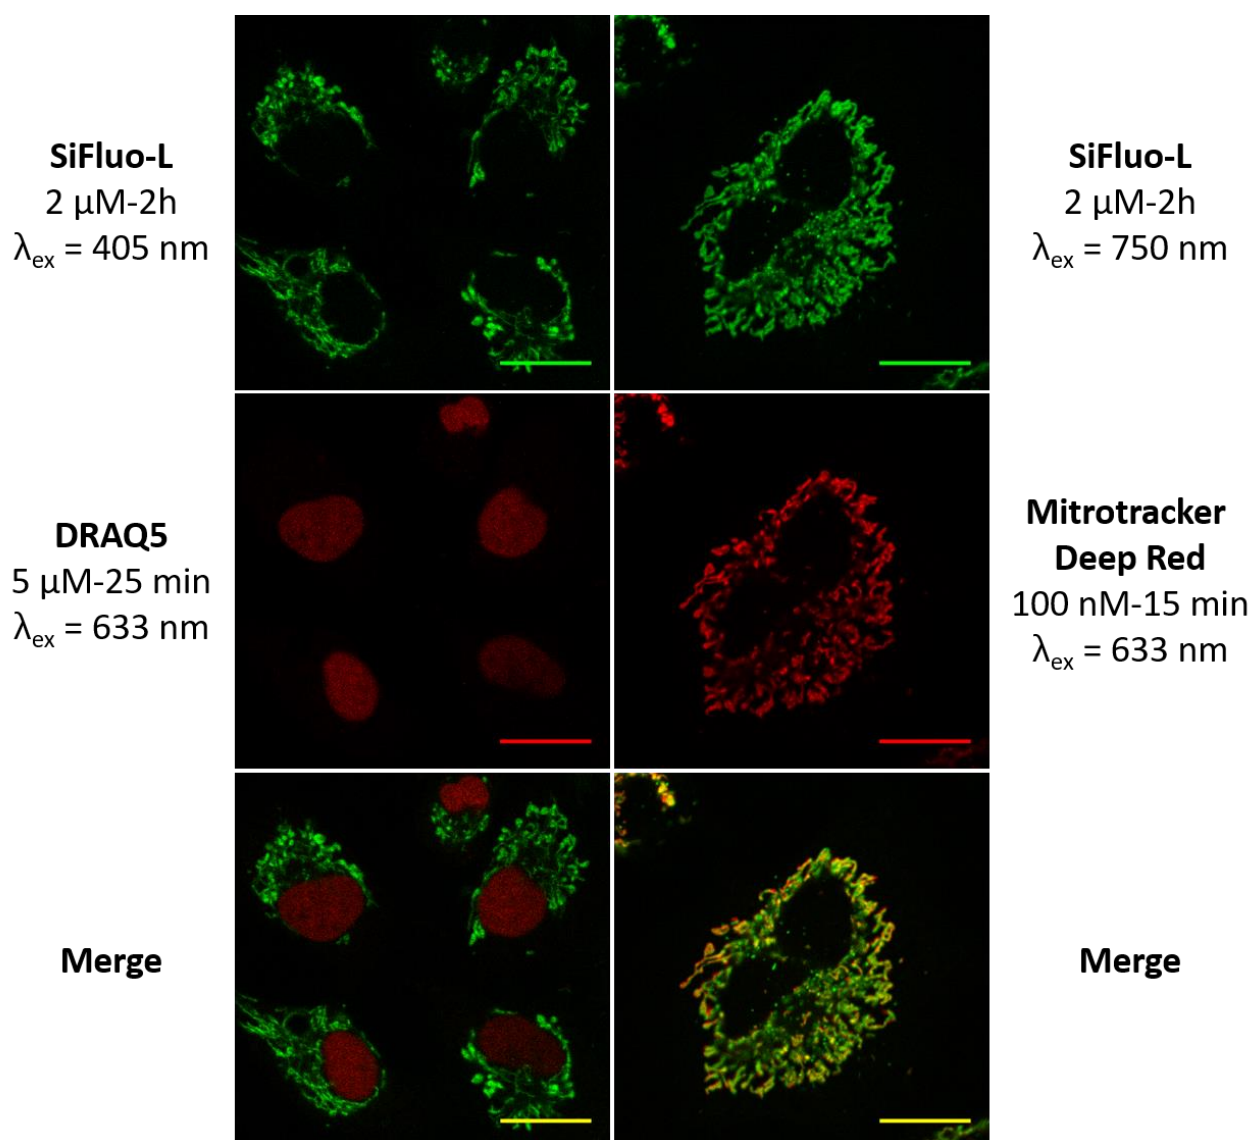 SiFluo-L
2 μM-2h
λex = 405 nm
SiFluo-L
2 μM-2h
λex = 750 nm
DRAQ5
5 μM-25 min
λex = 633 nm
Mitrotracker
Deep Red
100 nM-15 min
λex = 633 nm
Merge
Merge